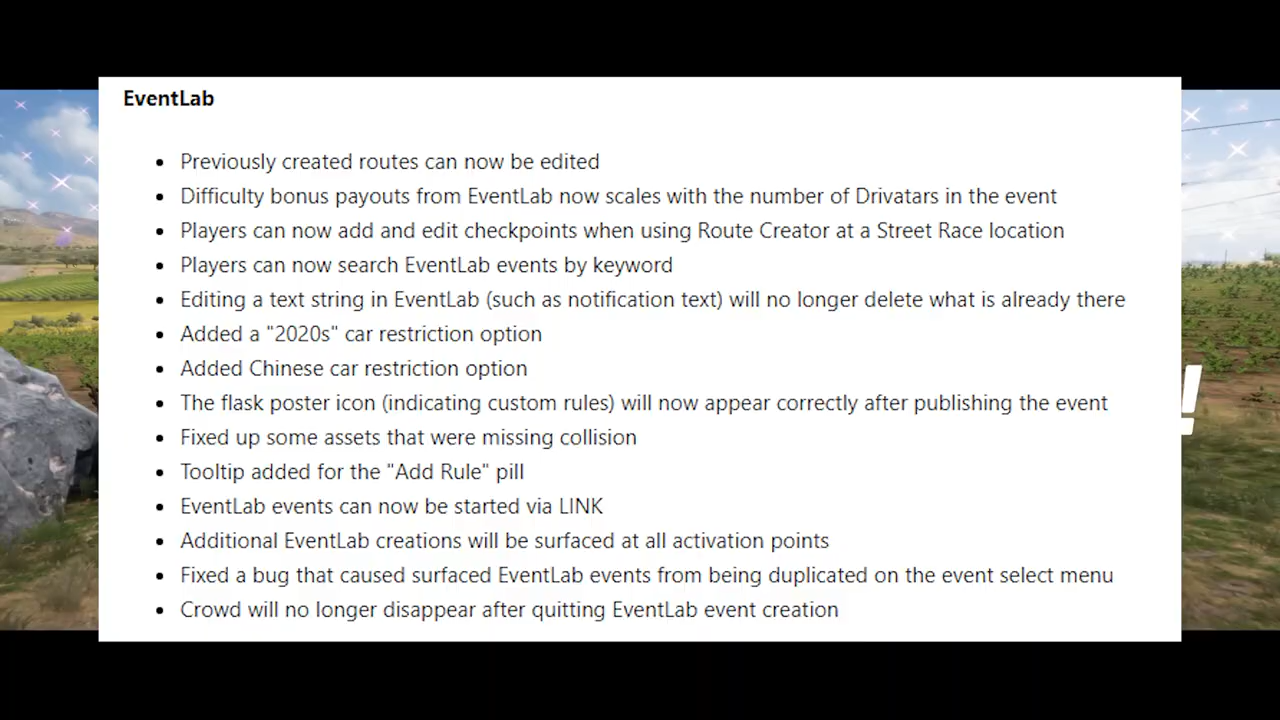 EventLab
Previously created routes can now be edited
Difficulty bonus payouts from EventLab now scales with the number of Drivatars in the event
Players can now add and edit checkpoints when using Route Creator at a Street Race location
Players can now search EventLab events by keyword
Editing a text string in EventLab (such as notification text) will no longer delete what is already there
Added a "2020s" car restriction option
Added Chinese car restriction option
The flask poster icon (indicating custom rules) will now appear correctly after publishing the event
Fixed up some assets that were missing collision
Tooltip added for the "Add Rule" pill
EventLab events can now be started via LINK
Additional EventLab creations will be surfaced at all activation points
Fixed a bug that caused surfaced EventLab events from being duplicated on the event select menu
Crowd will no longer disappear after quitting EventLab event creation
!